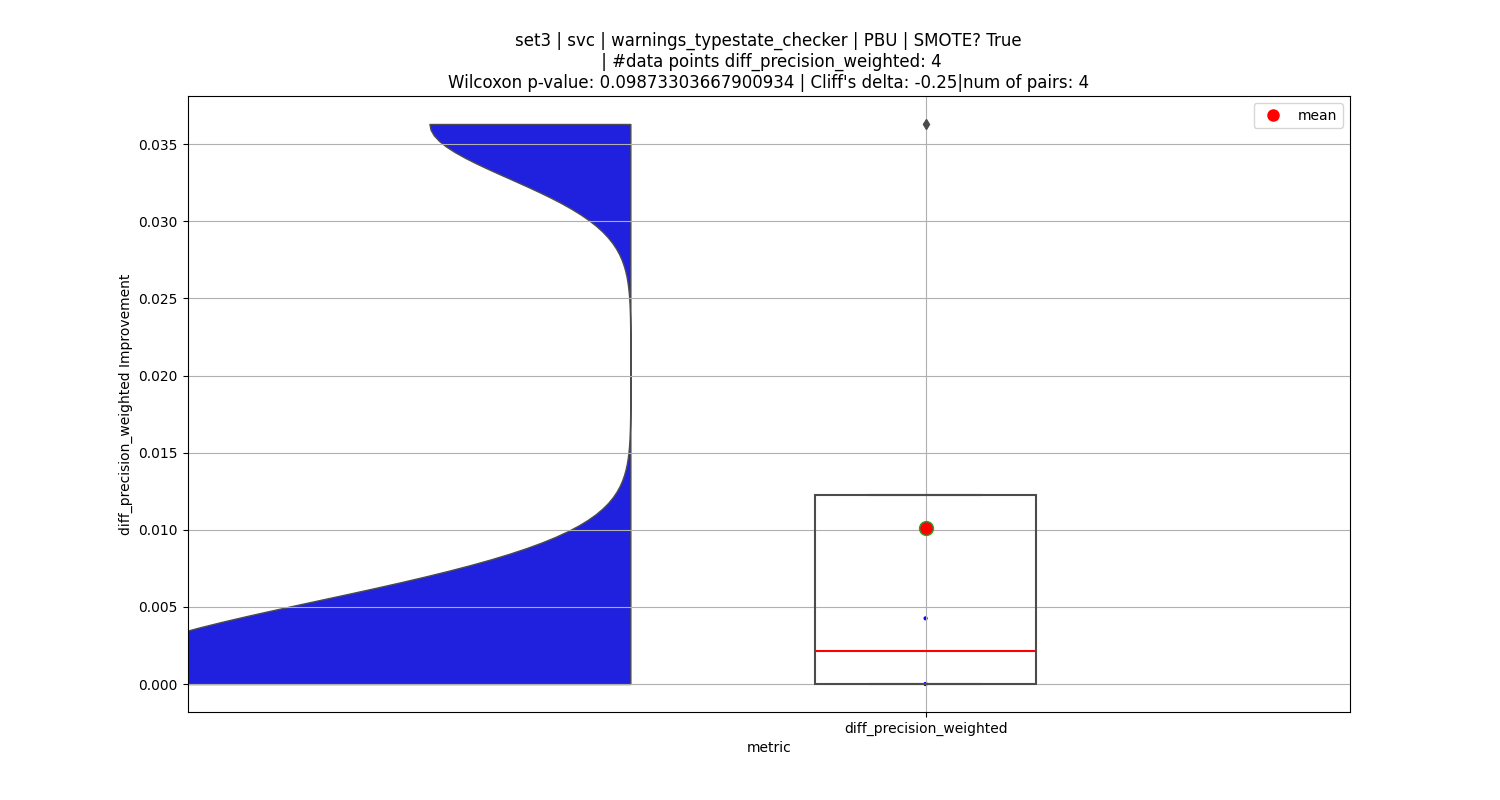 set3 | svc | warnings_typestate_checker | PBU | SMOTE? True
| #data points diff_precision_weighted: 4
Wilcoxon p-value: 0.09873303667900934 | Cliff's delta: -0.25|num of pairs: 4
mean
0.035
0.030
0.025
0.020
0.015
0.010
0.005
0.000
diff_precision_weighted Improvement
diff_precision_weighted
metric